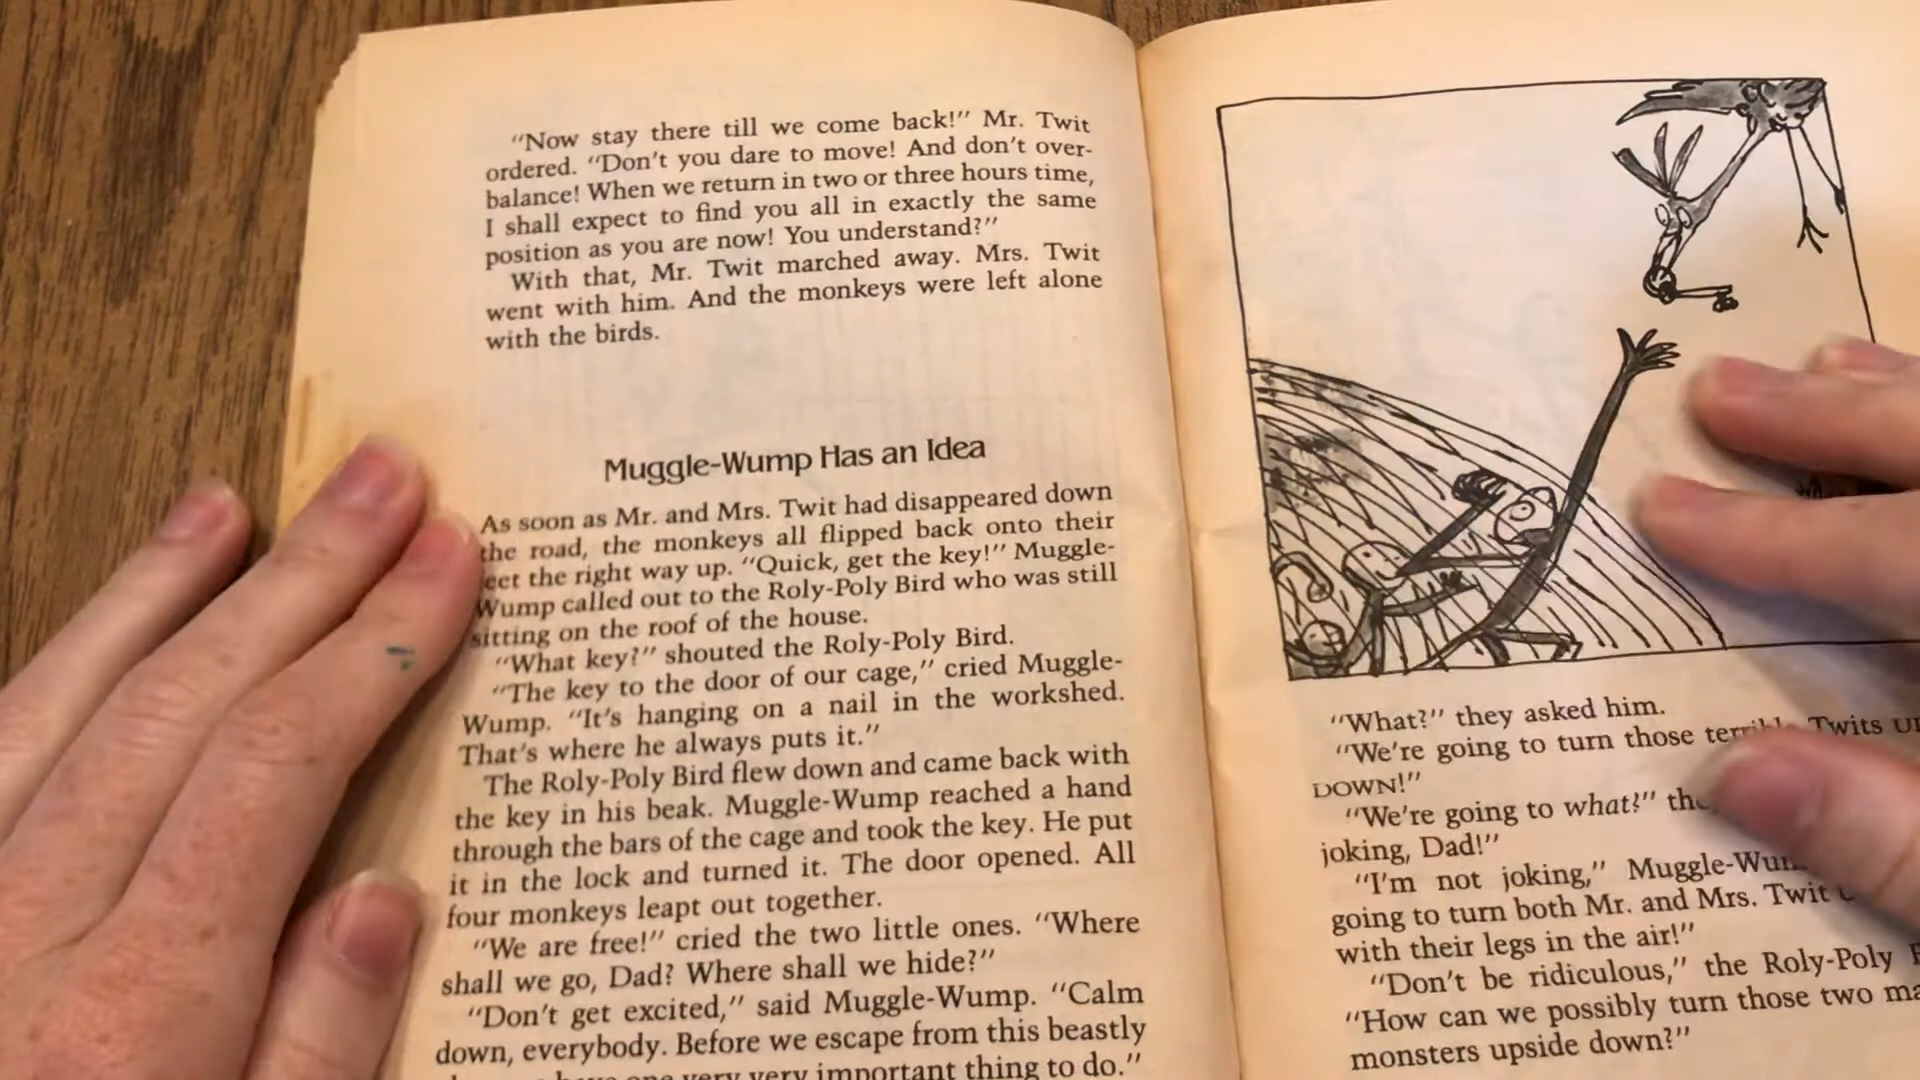 “Now stay there till we come back!” Mr. Twit
ordered. “Don't you dare to move! And don't over-
balance! When we return in two or three hours time,
I shall expect to find you all in exactly the same
position as you are now! You understand?”
With that, Mr. Twit marched away. Mrs. Twit
went with him. And the monkeys were left alone
with the birds.
Muggle-Wump Has an Idea
As soon as Mr. and Mrs. Twit had disappeared down
the road, the monkeys all flipped back onto their
feet the right way up. “Quick, get the key!” Muggle-
Wump called out to the Roly-Poly Bird who was still
sitting on the roof of the house.
“What key?” shouted the Roly-Poly Bird.
“The key to the door of our cage,” cried Muggle-
Wump. “It's hanging on a nail in the workshed.
That's where he always puts it.”
The Roly-Poly Bird flew down and came back with
the key in his beak. Muggle-Wump reached a hand
through the bars of the cage and took the key. He put
it in the lock and turned it. The door opened. All
four monkeys leapt out together.
“We are free!” cried the two little ones. “Where
shall we go, Dad? Where shall we hide?”
“Don't get excited,” said Muggle-Wump. “Calm
down, everybody. Before we escape from this beastly
one very very important thing to do.”
“What?” they asked him.
“We're going to turn those terrible Twits
DOWN!”
“We're going to what?”
joking, Dad!”
“I'm not joking,”
going to turn both Mr. and Mrs. Twit
with their legs in the air!”
“Don't be ridiculous,” the Roly-Poly
“How can we possibly turn those two
monsters upside down?”